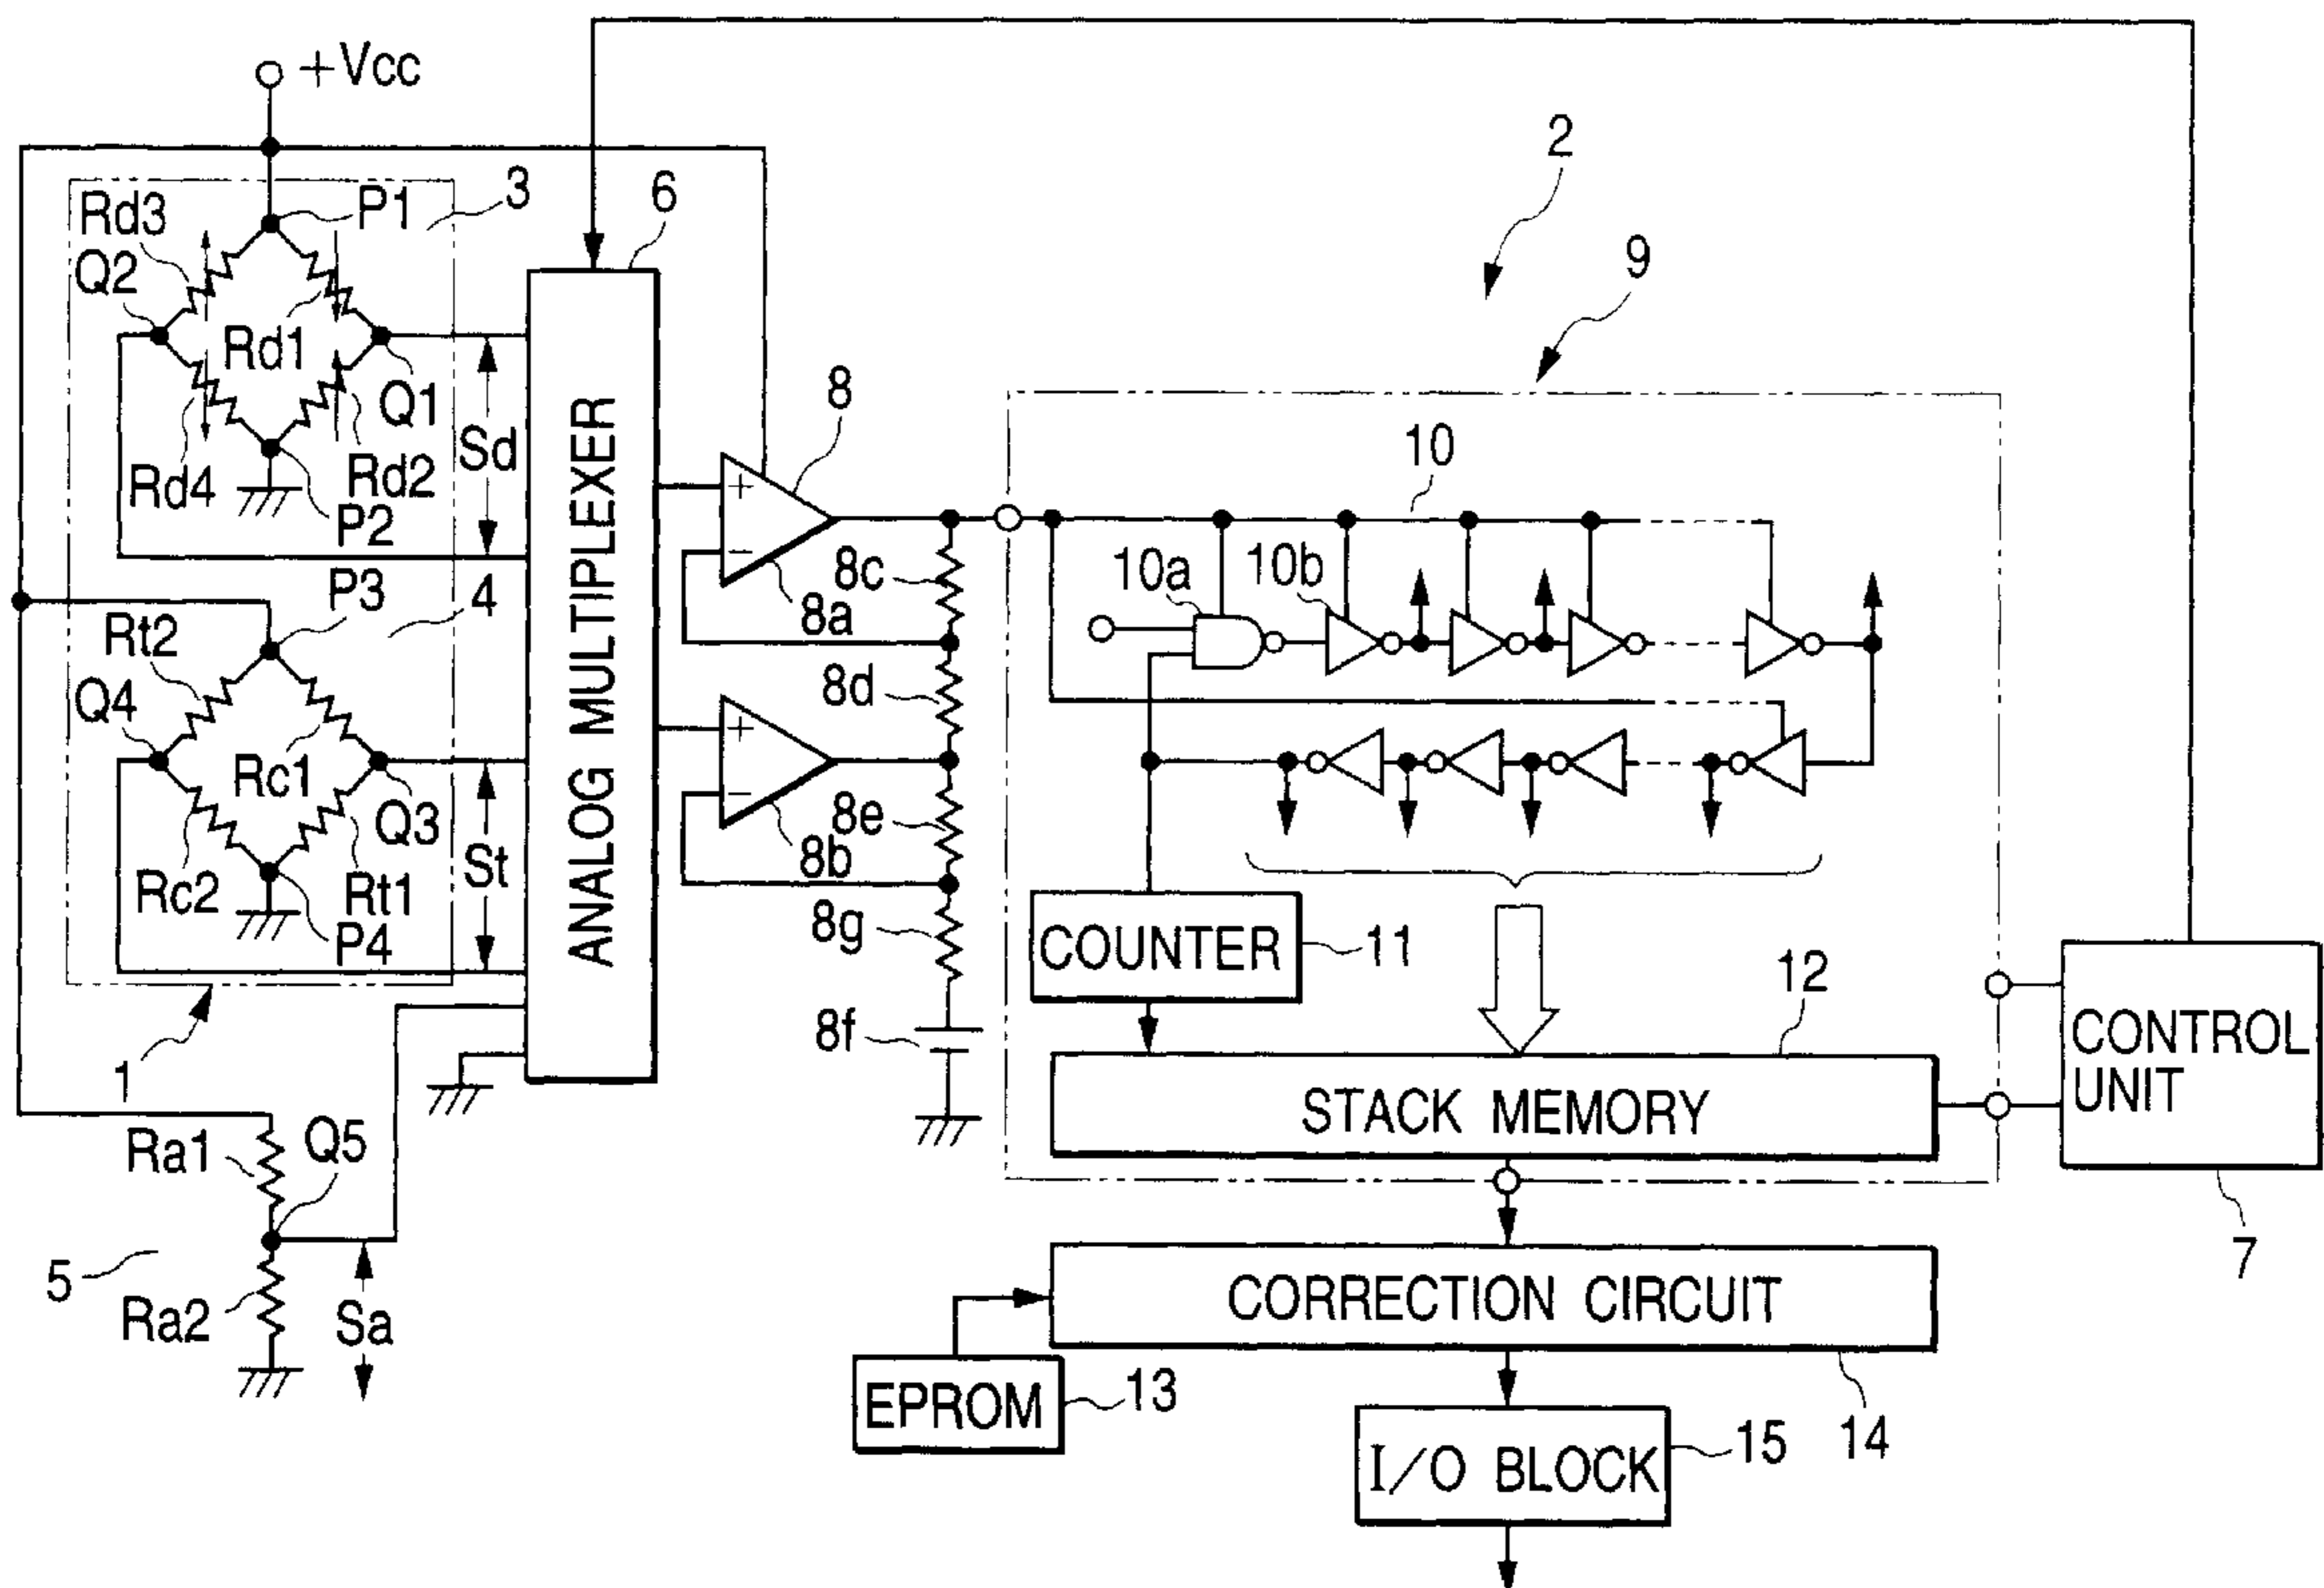 +Vcc
2
Rd3
P1
3
6
9
Q2
Rd1
Q1
8
Sd
10
Rd4
Rd2
P2
+
−
8a
8c
10a
10b
P3
4
Rt2
8d
Q4
Rc1
Q3
+
−
8b
8e
St
Rc2
Rt1
P4
8g
ANALOG MULTIPLEXER
COUNTER
11
12
8f
CONTROL
UNIT
1
STACK MEMORY
Ra1
Q5
7
5
Ra2
Sa
CORRECTION CIRCUIT
EPROM
13
14
I/O BLOCK
15